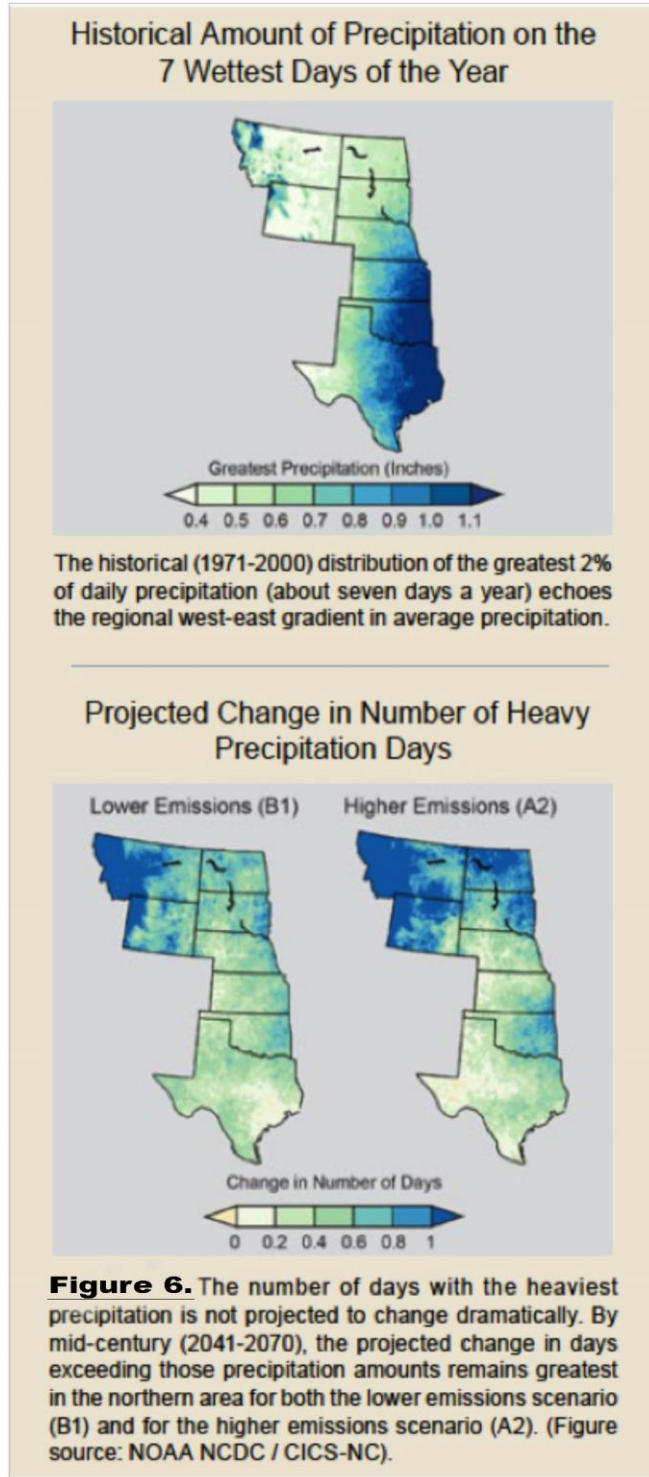 Historical Amount of Precipitation on the
7 Wettest Days of the Year
Greatest Precipitation (Inches)
0.4 0.5 0.6 0.7 0.8 0.9 1.0 1.1
The historical (1971-2000) distribution of the greatest 2%
of daily precipitation (about seven days a year) echoes
the regional west-east gradient in average precipitation.
Projected Change in Number of Heavy
Precipitation Days
Lower Emissions (B1) Higher Emissions (A2)
Change in Number of Days
0 0.2 0.4 0.6 0.8 1
Figure 6. The number of days with the heaviest
precipitation is not projected to change dramatically. By
mid-century (2041-2070), the projected change in days
exceeding those precipitation amounts remains greatest
in the northern area for both the lower emissions scenario
(B1) and for the higher emissions scenario (A2). (Figure
source: NOAA NCDC / CICS-NC).